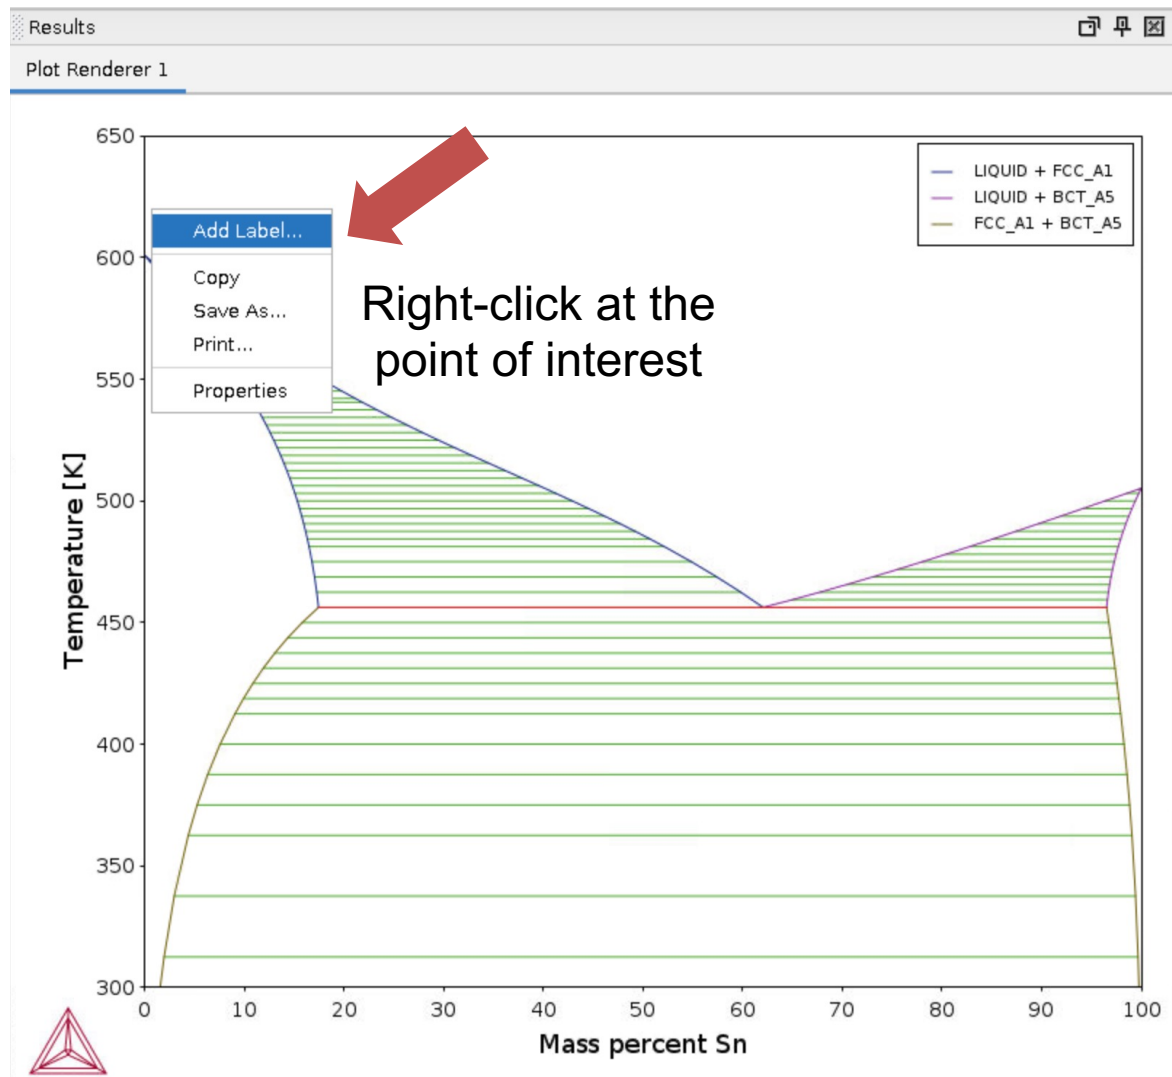 Results
Plot Renderer 1
650
600
550
500
450
400
350
300
Temperature [K]
Add Label...
Copy
Save As...
Print...
Properties
Right-click at the
point of interest
LIQUID + FCC_A1
LIQUID + BCT_A5
FCC_A1 + BCT_A5
0 10 20 30 40 50 60 70 80 90 100
Mass percent Sn